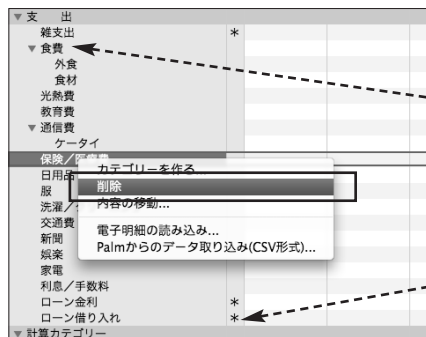 ▼支　出
雑支出 *
▼食費
外食
食材
光熱費
教育費
▼通信費
ケータイ
保険／医療費
カテゴリーを作る...
日用品
削除
服
内容の移動...
洗濯／
交通費
電子明細の読み込み...
新聞
Palmからのデータ取り込み(CSV形式)...
娯楽
家電
利息／手数料
ローン金利 *
ローン借り入れ *
▼計算カテゴリー